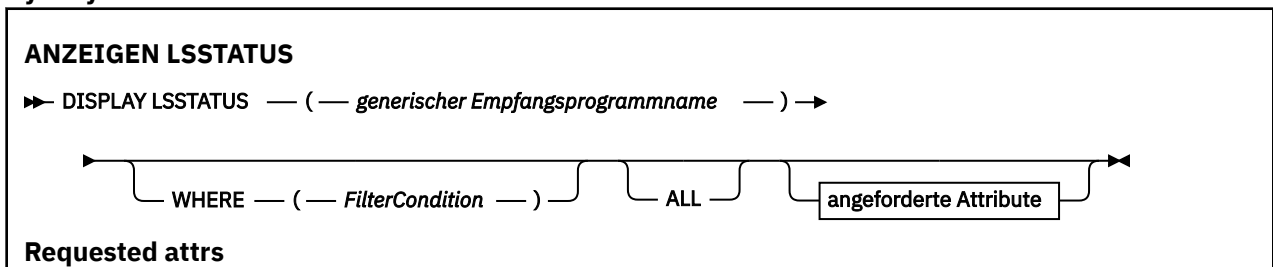 ANZEIGEN LSSTATUS
DISPLAY LSSTATUS ( generischer Empfangsprogrammname )
WHERE ( FilterCondition ) ALL angeforderte Attribute
Requested attrs